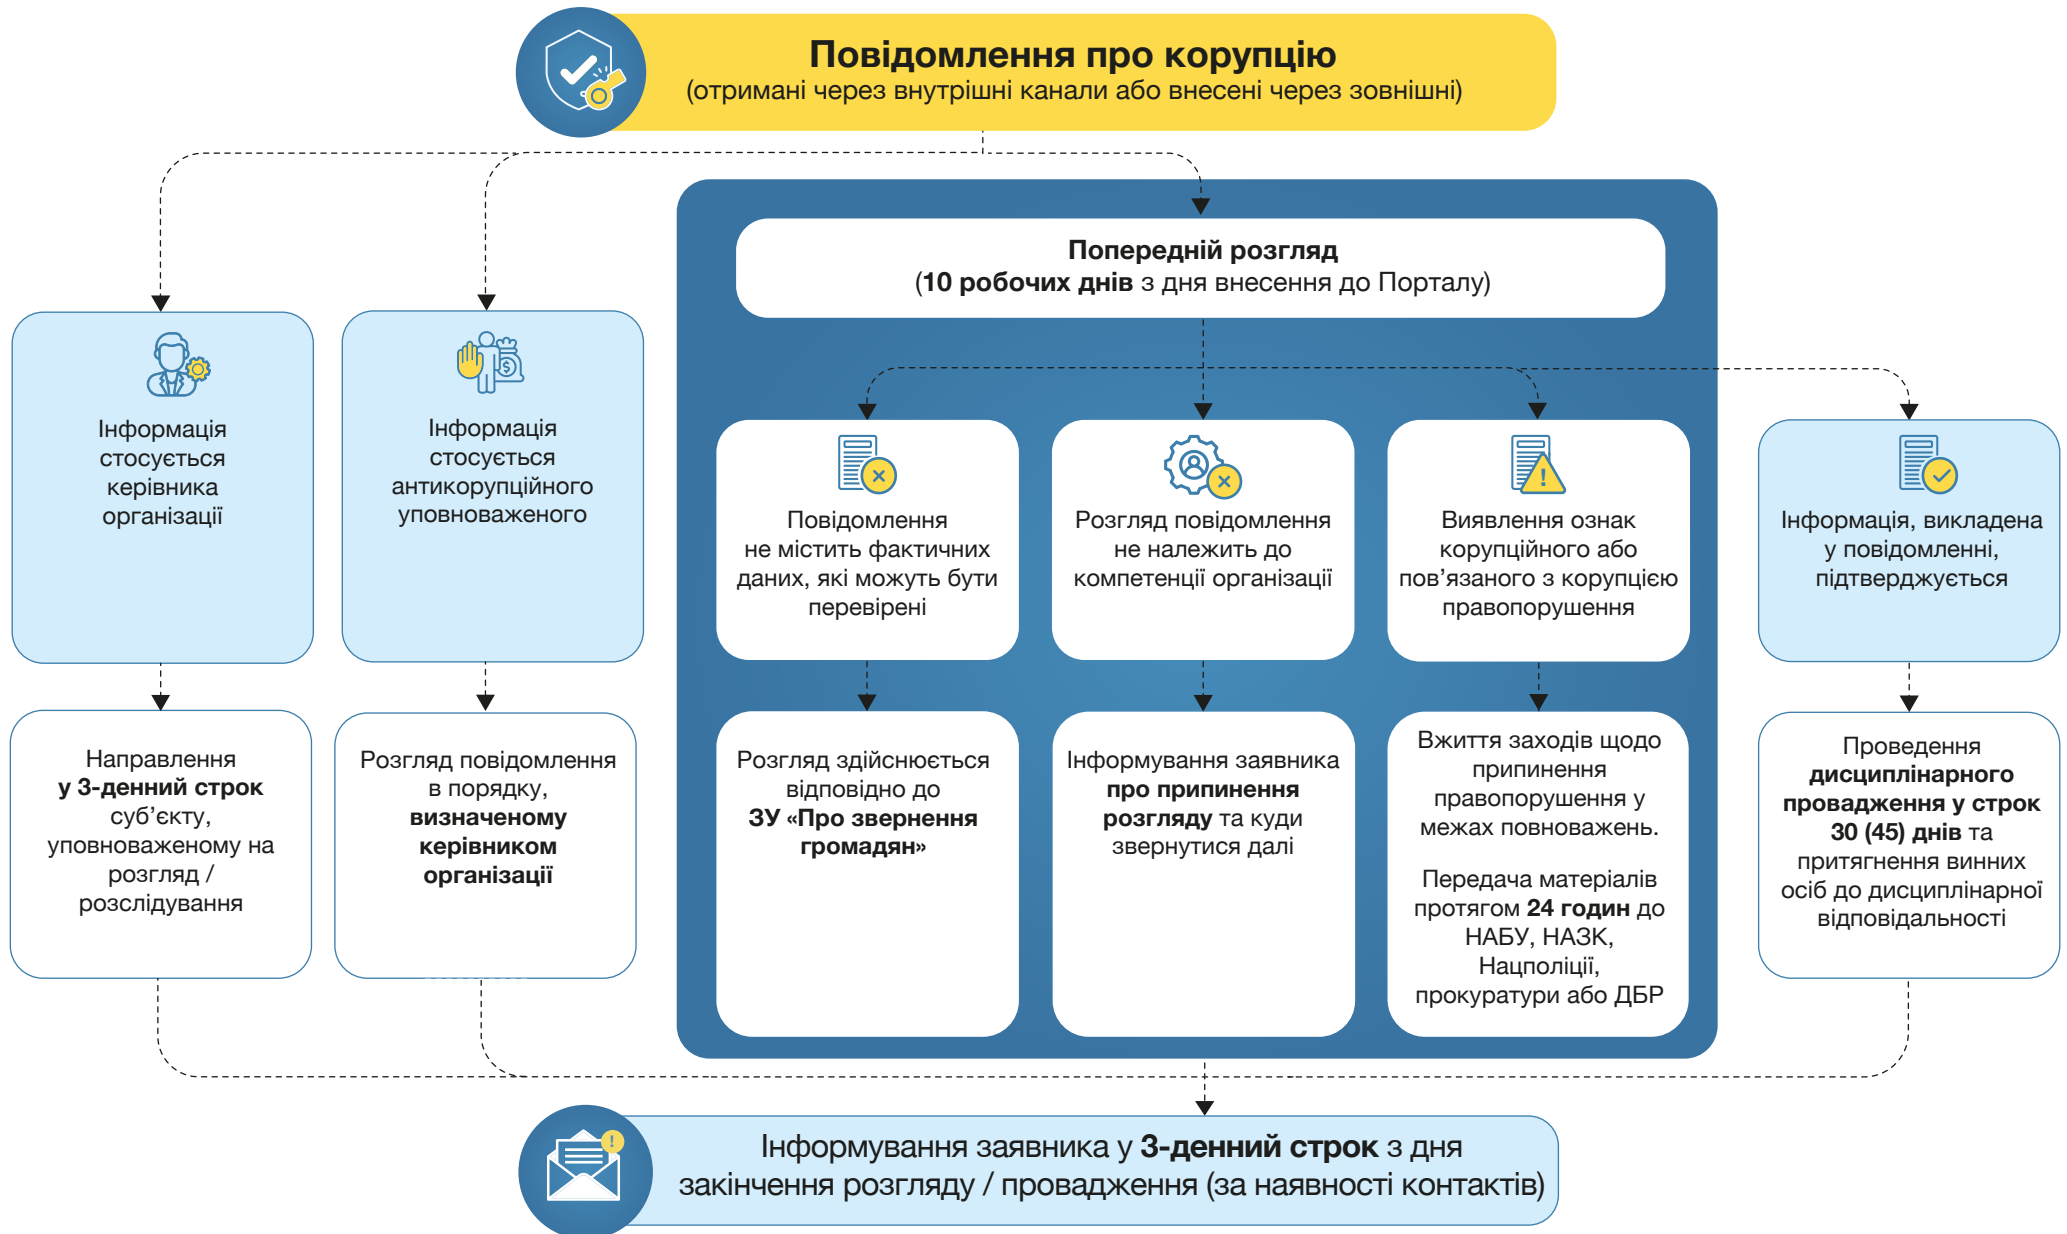 Повідомлення про корупцію
(отримані через внутрішні канали або внесені через зовнішні)
Попередній розгляд
(10 робочих днів з дня внесення до Порталу)
Інформація
стосується
керівника
організації
Інформація
стосується
антикорупційного
уповноваженого
Повідомлення
не містить фактичних
даних, які можуть бути
перевірені
Розгляд повідомлення
не належить до
компетенції організації
Виявлення ознак
корупційного або
пов’язаного з корупцією
правопорушення
Інформація, викладена
у повідомленні,
підтверджується
Направлення
у 3-денний строк
суб’єкту,
уповноваженому на
розгляд /
розслідування
Розгляд повідомлення
в порядку,
визначеному
керівником
організації
Розгляд здійснюється
відповідно до
ЗУ «Про звернення
громадян»
Інформування заявника
про припинення
розгляду та куди
звернутися далі
Вжиття заходів щодо
припинення
правопорушення у
межах повноважень.
Передача матеріалів
протягом 24 годин до
НАБУ, НАЗК,
Нацполіції,
прокуратури або ДБР
Проведення
дисциплінарного
провадження у строк
30 (45) днів та
притягнення винних
осіб до дисциплінарної
відповідальності
Інформування заявника у 3-денний строк з дня
закінчення розгляду / провадження (за наявності контактів)